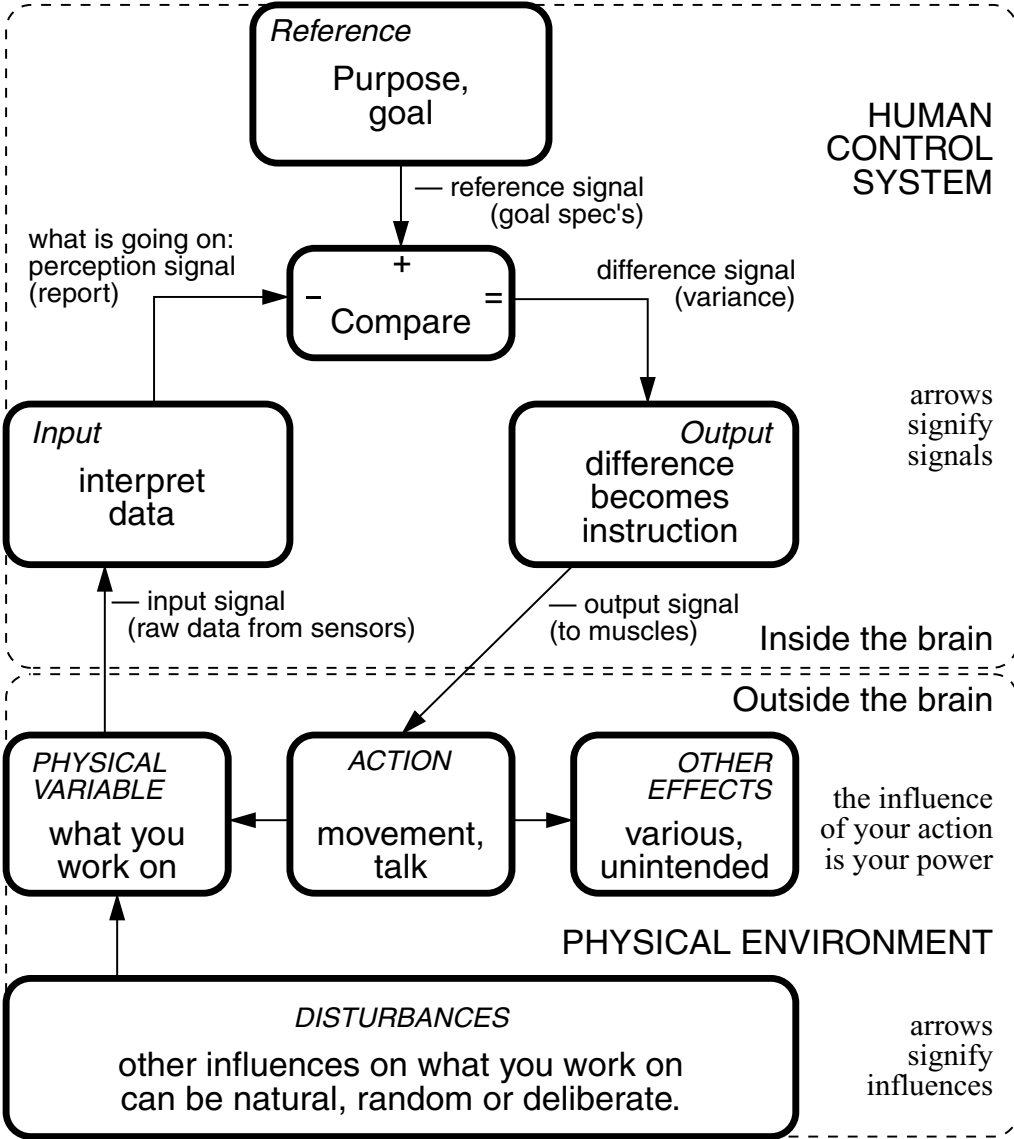 Reference
Purpose,
goal
HUMAN
CONTROL
SYSTEM
— reference signal
(goal spec's)
what is going on:
perception signal
(report)
+
– =
Compare
difference signal
(variance)
Input
interpret
data
Output
difference
becomes
instruction
arrows
signify
signals
— input signal
(raw data from sensors)
— output signal
(to muscles)
Inside the brain
Outside the brain
PHYSICAL
VARIABLE
what you
work on
ACTION
movement,
talk
OTHER
EFFECTS
various,
unintended
the influence
of your action
is your power
PHYSICAL ENVIRONMENT
DISTURBANCES
other influences on what you work on
can be natural, random or deliberate.
arrows
signify
influences